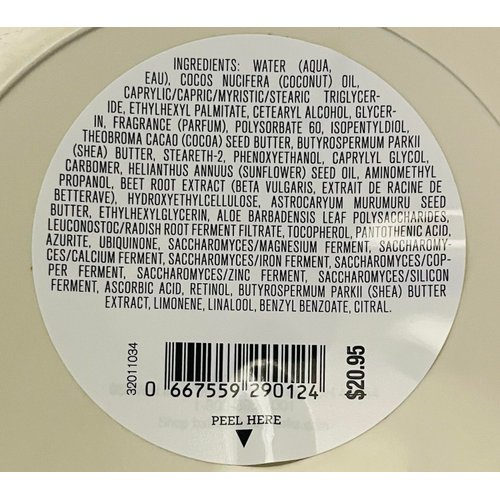 INGREDIENTS: WATER (AQUA,
EAU), COCOS NUCIFERA (COCONUT) OIL,
CAPRYLIC/CAPRIC/MYRISTIC/STEARIC TRIGLYCER-
IDE, ETHYLHEXYL PALMITATE, CETEARYL ALCOHOL, GLYCER-
IN, FRAGRANCE (PARFUM), POLYSORBATE 60, ISOPENTYLDIOL,
THEOBROMA CACAO (COCOA) SEED BUTTER, BUTYROSPERMUM PARKII
(SHEA) BUTTER, STEARETH-2, PHENOXYETHANOL, CAPRYLYL GLYCOL,
CARBOMER, HELIANTHUS ANNUUS (SUNFLOWER) SEED OIL, AMINOMETHYL
PROPANOL, BEET ROOT EXTRACT (BETA VULGARIS, EXTRAIT DE RACINE DE
BETTERAVE), HYDROXYETHYLCELLULOSE, ASTROCARYUM MURUMURU SEED
BUTTER, ETHYLHEXYLGLYCERIN, ALOE BARBADENSIS LEAF POLYSACCHARIDES,
LEUCONOSTOC/RADISH ROOT FERMENT FILTRATE, TOCOPHEROL, PANTOTHENIC ACID,
AZURITE, UBIQUINONE, SACCHAROMYCES/MAGNESIUM FERMENT, SACCHAROMY-
CES/CALCIUM FERMENT, SACCHAROMYCES/IRON FERMENT, SACCHAROMYCES/COP-
PER FERMENT, SACCHAROMYCES/ZINC FERMENT, SACCHAROMYCES/SILICON
FERMENT, ASCORBIC ACID, RETINOL, BUTYROSPERMUM PARKII (SHEA) BUTTER
EXTRACT, LIMONENE, LINALOOL, BENZYL BENZOATE, CITRAL.
32011034
0 667559 290124
$20.95
PEEL HERE